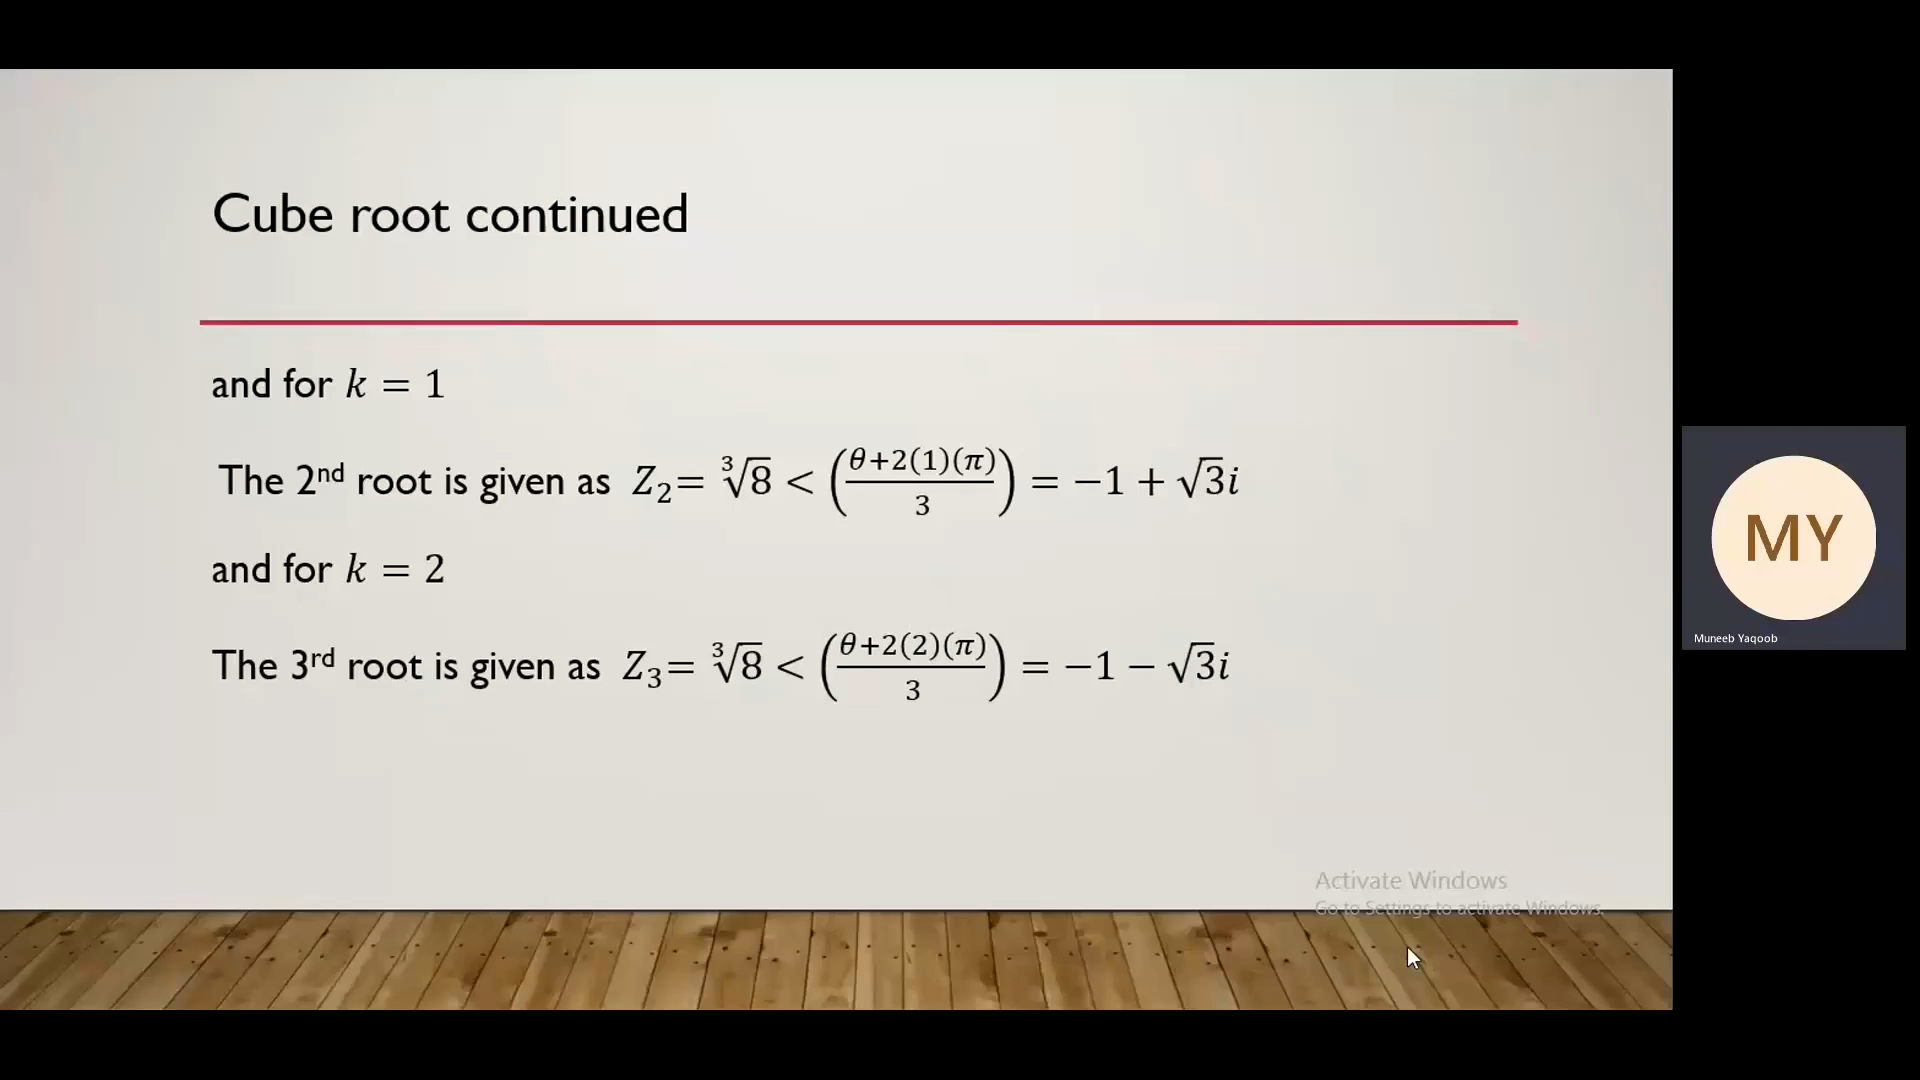 Cube root continued
and for k = 1
The 2nd root is given as Z₂= ∛8 < ((θ+2(1)(π))/3) = −1 + √3i
and for k = 2
The 3rd root is given as Z₃= ∛8 < ((θ+2(2)(π))/3) = −1 − √3i
MY
Muneeb Yaqoob
Activate Windows
Go to Settings to activate Windows.